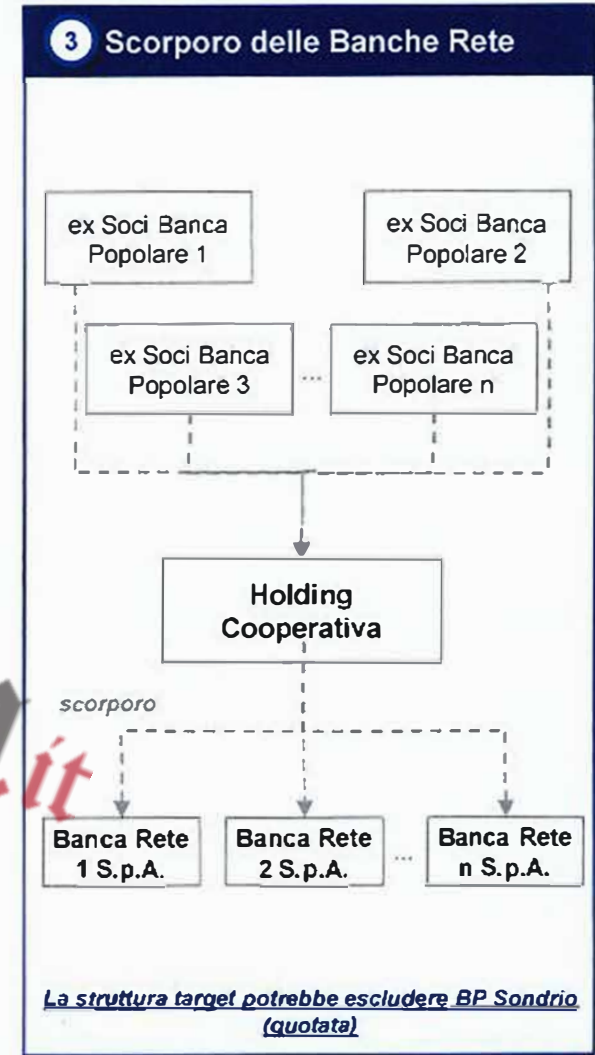 3 Scorporo delle Banche Rete
ex Soci Banca
Popolare 1
ex Soci Banca
Popolare 2
ex Soci Banca
Popolare 3
...
ex Soci Banca
Popolare n
Holding
Cooperativa
scorporo
.it
Banca Rete
1 S.p.A.
Banca Rete
2 S.p.A.
...
Banca Rete
n S.p.A.
La struttura target potrebbe escludere BP Sondrio
(quotata)